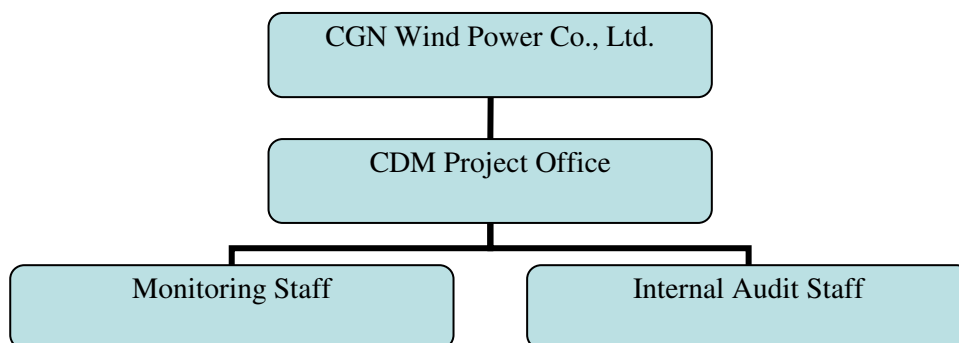 CGN Wind Power Co., Ltd.
CDM Project Office
Monitoring Staff
Internal Audit Staff